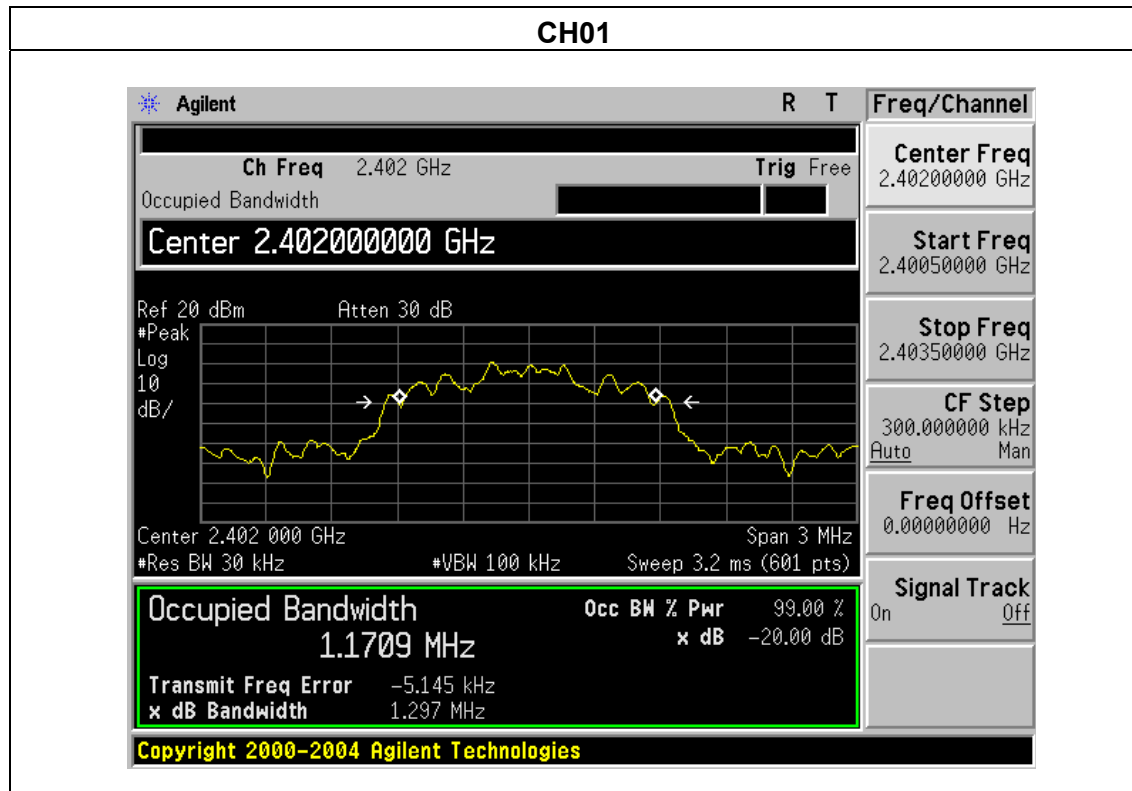 CH01
Agilent R T Freq/Channel
Ch Freq 2.402 GHz Trig Free
Occupied Bandwidth
Center 2.402000000 GHz
Ref 20 dBm Atten 30 dB
#Peak
Log
10
dB/
Center 2.402 000 GHz Span 3 MHz
#Res BW 30 kHz #VBW 100 kHz Sweep 3.2 ms (601 pts)
Occupied Bandwidth Occ BW % Pwr 99.00 %
1.1709 MHz x dB -20.00 dB
Transmit Freq Error -5.145 kHz
x dB Bandwidth 1.297 MHz
Copyright 2000-2004 Agilent Technologies
Center Freq
2.40200000 GHz
Start Freq
2.40050000 GHz
Stop Freq
2.40350000 GHz
CF Step
300.000000 kHz
Auto Man
Freq Offset
0.00000000 Hz
Signal Track
On Off